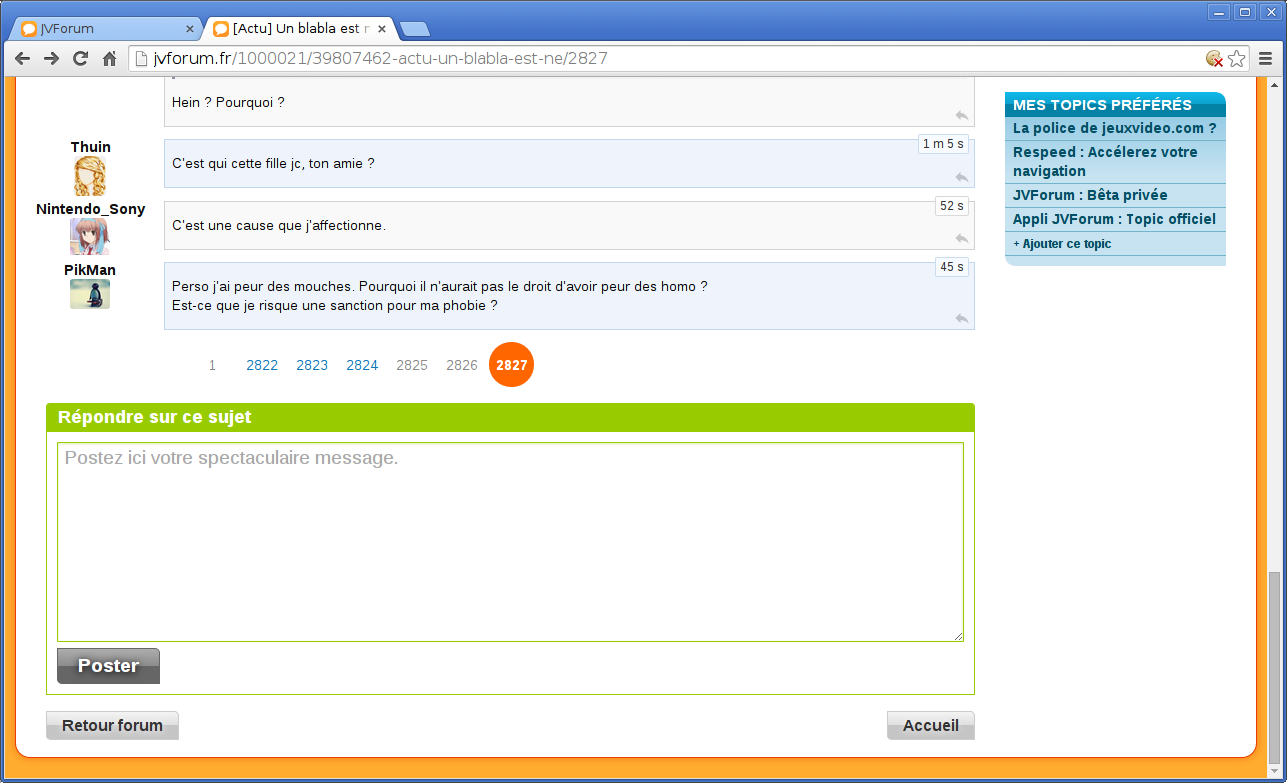 JVForum
[Actu] Un blabla est n
jvforum.fr/1000021/39807462-actu-un-blabla-est-ne/2827
Hein ? Pourquoi ?
Thuin
1 m 5 s
C'est qui cette fille jc, ton amie ?
Nintendo_Sony
52 s
C'est une cause que j'affectionne.
PikMan
45 s
Perso j'ai peur des mouches. Pourquoi il n'aurait pas le droit d'avoir peur des homo ?
Est-ce que je risque une sanction pour ma phobie ?
1 2822 2823 2824 2825 2826 2827
Répondre sur ce sujet
Postez ici votre spectaculaire message.
Poster
Retour forum
Accueil
MES TOPICS PRÉFÉRÉS
La police de jeuxvideo.com ?
Respeed : Accélerez votre
navigation
JVForum : Bêta privée
Appli JVForum : Topic officiel
+ Ajouter ce topic